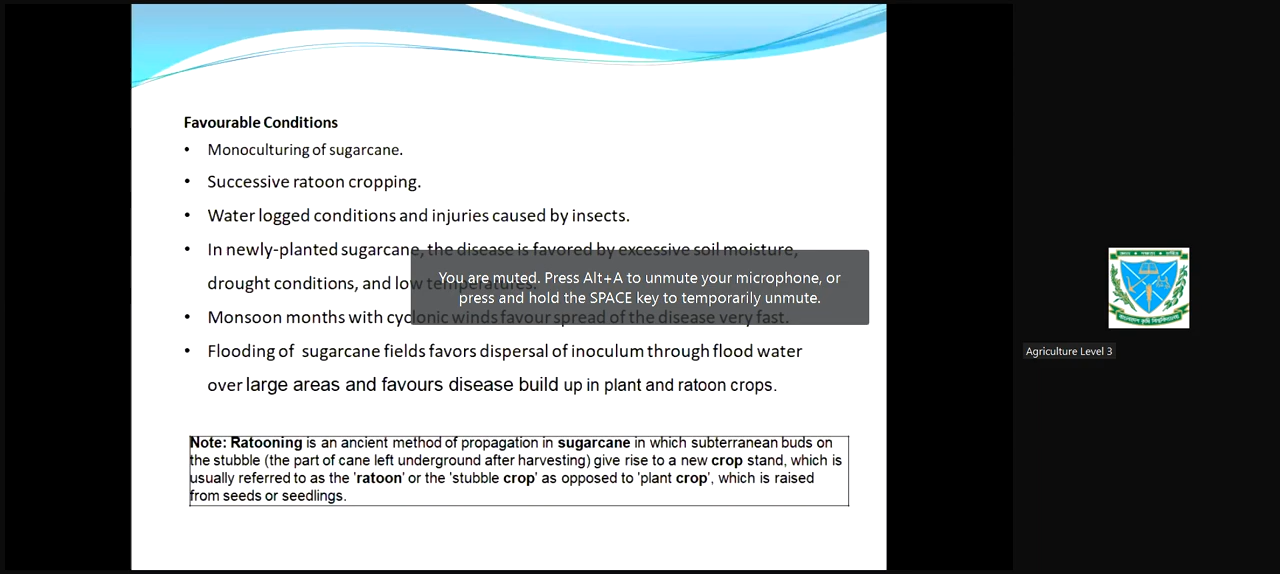 Favourable Conditions
• Monoculturing of sugarcane.
• Successive ratoon cropping.
• Water logged conditions and injuries caused by insects.
• In newly-planted sugarcane, the disease is favored by excessive soil moisture,
drought conditions, and low temperatures.
You are muted. Press Alt+A to unmute your microphone, or
press and hold the SPACE key to temporarily unmute.
• Monsoon months with cyclonic winds favour spread of the disease very fast.
• Flooding of sugarcane fields favors dispersal of inoculum through flood water
over large areas and favours disease build up in plant and ratoon crops.
Note: Ratooning is an ancient method of propagation in sugarcane in which subterranean buds on
the stubble (the part of cane left underground after harvesting) give rise to a new crop stand, which is
usually referred to as the 'ratoon' or the 'stubble crop' as opposed to 'plant crop', which is raised
from seeds or seedlings.
Agriculture Level 3